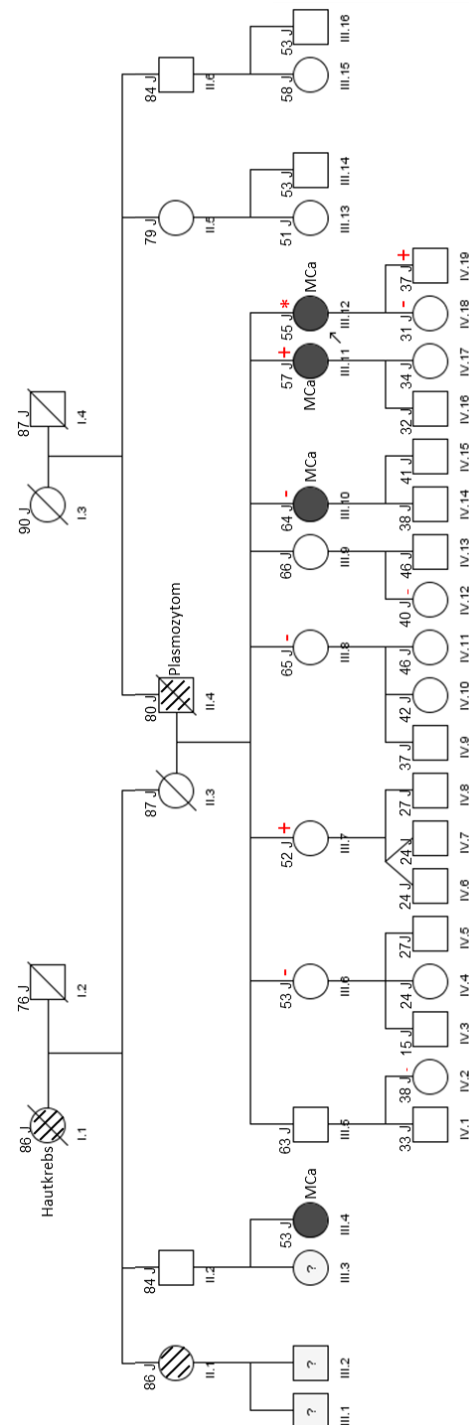 86 J 76 J 90 J 87 J
Hautkrebs
I.1 I.2 I.3 I.4
86 J 84 J 87 J 80 J 79 J 84 J
Plasmozytom
II.1 II.2 II.3 II.4 II.5 II.6
53 J 63 J 53 J - 52 J + 65 J - 66 J 64 J - 57 J + 55 J * 51 J 53 J 58 J 53 J
? ? ? MCa MCa MCa MCa
III.1 III.2 III.3 III.4 III.5 III.6 III.7 III.8 III.9 III.10 III.11 III.12 III.13 III.14 III.15 III.16
33 J 38 J - 15 J 24 J 27 J 24 J 24 J 27 J 37 J 42 J 46 J 40 J - 46 J 38 J 41 J 32 J 34 J 31 J - 37 J +
IV.1 IV.2 IV.3 IV.4 IV.5 IV.6 IV.7 IV.8 IV.9 IV.10 IV.11 IV.12 IV.13 IV.14 IV.15 IV.16 IV.17 IV.18 IV.19